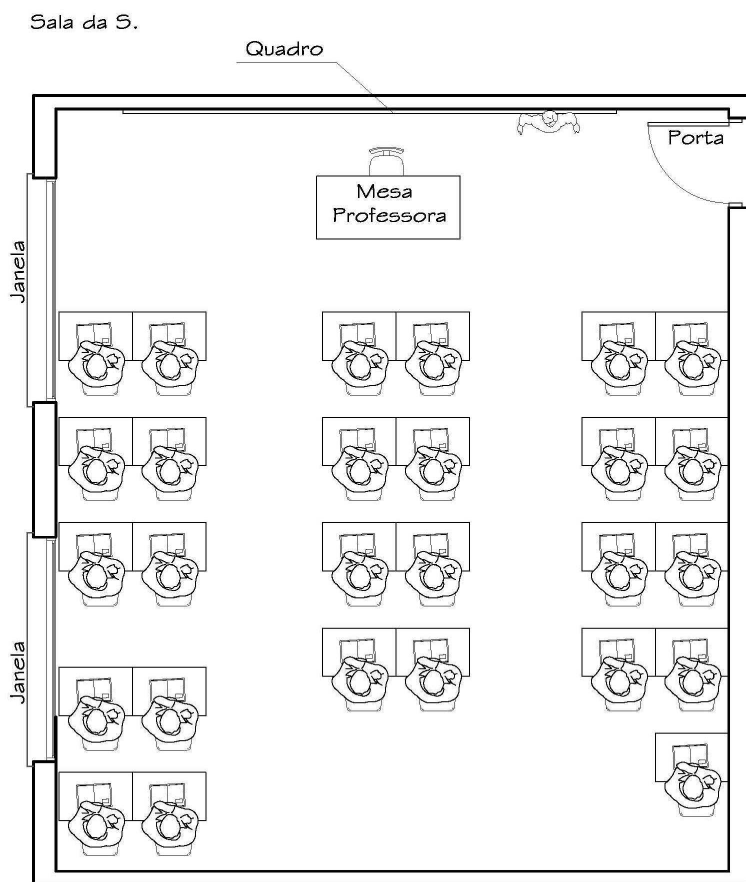 Sala da S.
Quadro
Porta
Mesa
Professora
Janela
Janela